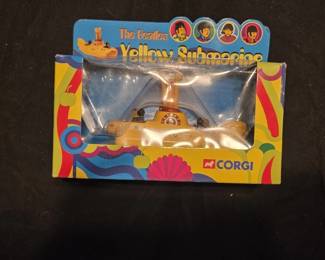 The Beatles
Yellow Submarine
CORGI